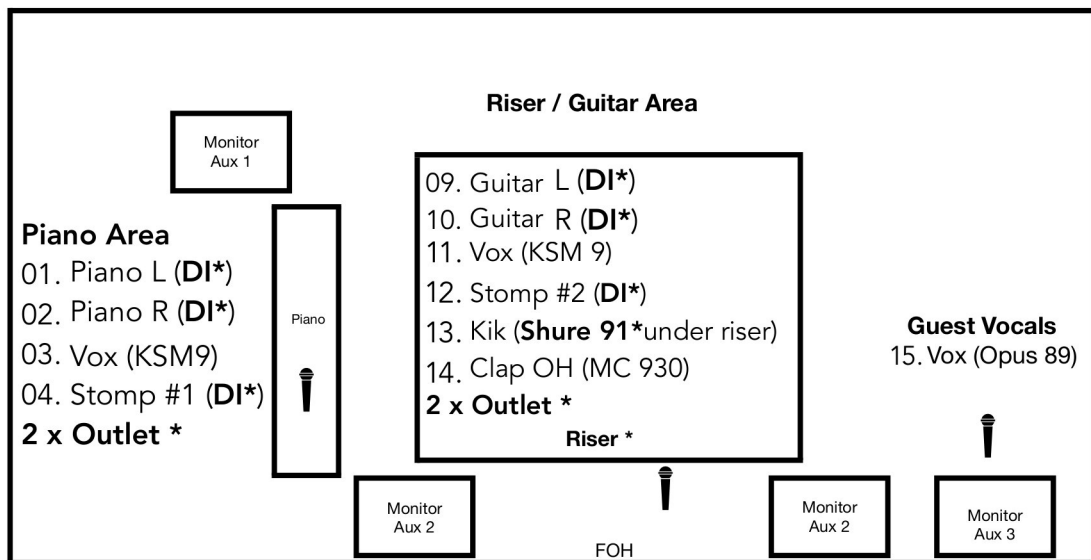 Riser / Guitar Area
Monitor
Aux 1
Piano Area
01. Piano L (DI*)
02. Piano R (DI*)
03. Vox (KSM9)
04. Stomp #1 (DI*)
2 x Outlet *
Piano
09. Guitar L (DI*)
10. Guitar R (DI*)
11. Vox (KSM 9)
12. Stomp #2 (DI*)
13. Kik (Shure 91*under riser)
14. Clap OH (MC 930)
2 x Outlet *
Riser *
Guest Vocals
15. Vox (Opus 89)
Monitor
Aux 2
Monitor
Aux 2
Monitor
Aux 3
FOH